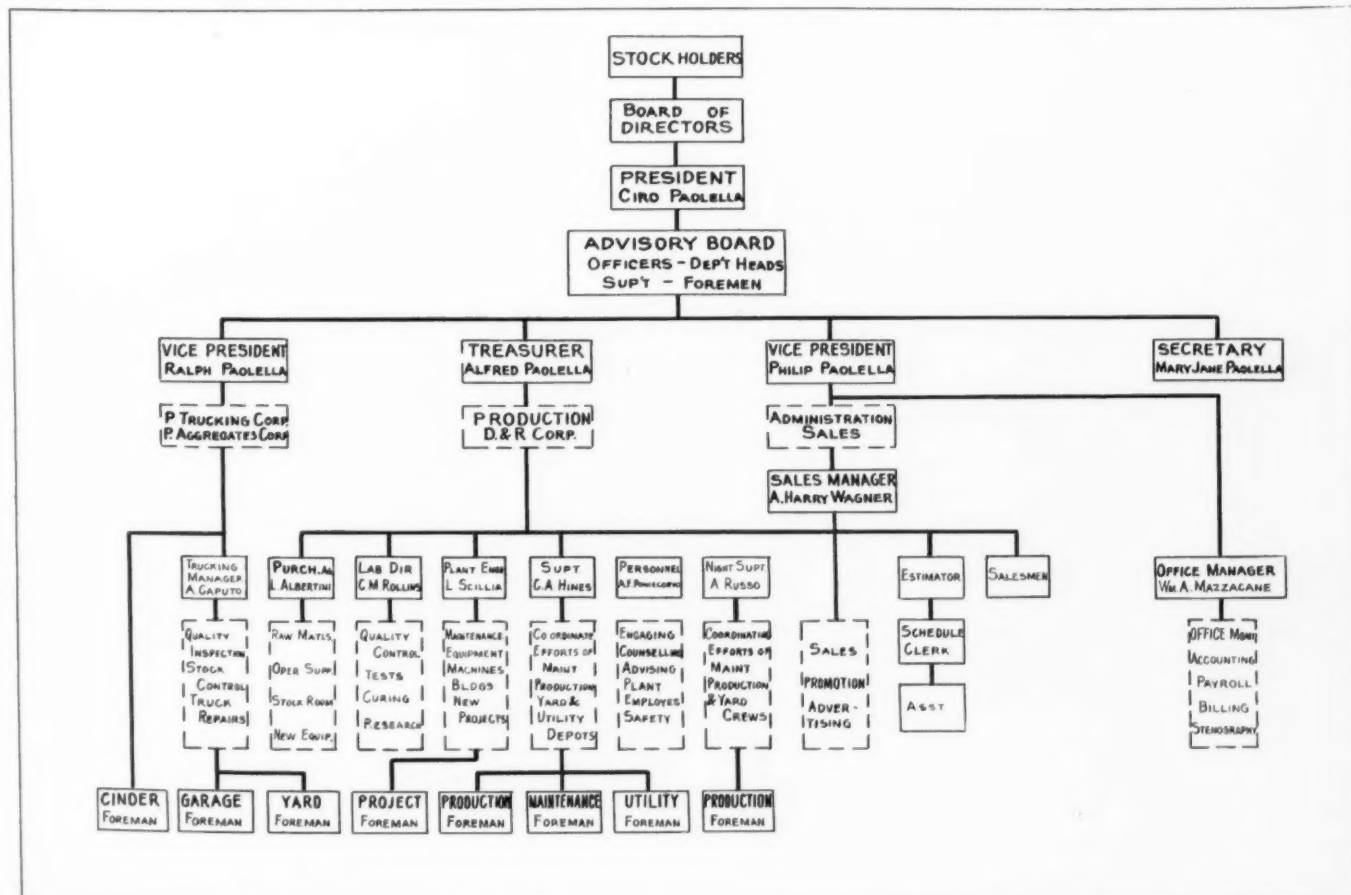 STOCK HOLDERS
BOARD OF
DIRECTORS
PRESIDENT
CIRO PAOLELLA
ADVISORY BOARD
OFFICERS - DEP'T HEADS
SUP'T - FOREMEN
VICE PRESIDENT
RALPH PAOLELLA
TREASURER
ALFRED PAOLELLA
VICE PRESIDENT
PHILIP PAOLELLA
SECRETARY
MARY JANE PAOLELLA
P TRUCKING CORP.
P. AGGREGATES CORP
PRODUCTION
D.& R CORP.
ADMINISTRATION
SALES
SALES MANAGER
A. HARRY WAGNER
TRUCKING
MANAGER
A CAPUTO
PURCH. AG
L. ALBERTINI
LAB DIR
C M ROLLINS
PLANT ENGR
L SCILLIA
SUPT
C.A HINES
PERSONNEL
NIGHT SUPT.
A RUSSO
ESTIMATOR
SALESMEN
OFFICE MANAGER
WM. A. MAZZACANE
QUALITY
INSPECTION
STOCK
CONTROL
TRUCK
REPAIRS
RAW MATLS.
OPER SUPP.
STOCK ROOM
NEW EQUIP.
QUALITY
CONTROL
TESTS
CURING
RESEARCH
MAINTENANCE
EQUIPMENT
MACHINES
BLDGS
NEW
PROJECTS
COORDINATE
EFFORTS OF
MAINT
PRODUCTION
YARD &
UTILITY
DEPOTS
ENGAGING
COUNSELLING
ADVISING
PLANT
EMPLOYES
SAFETY
COORDINATING
EFFORTS OF
MAINT
PRODUCTION
& YARD
CREWS
SALES
PROMOTION
ADVER-
TISING
SCHEDULE
CLERK
ASST
OFFICE MGMT
ACCOUNTING
PAYROLL
BILLING
STENOGRAPHY
CINDER
FOREMAN
GARAGE
FOREMAN
YARD
FOREMAN
PROJECT
FOREMAN
PRODUCTION
FOREMAN
MAINTENANCE
FOREMAN
UTILITY
FOREMAN
PRODUCTION
FOREMAN